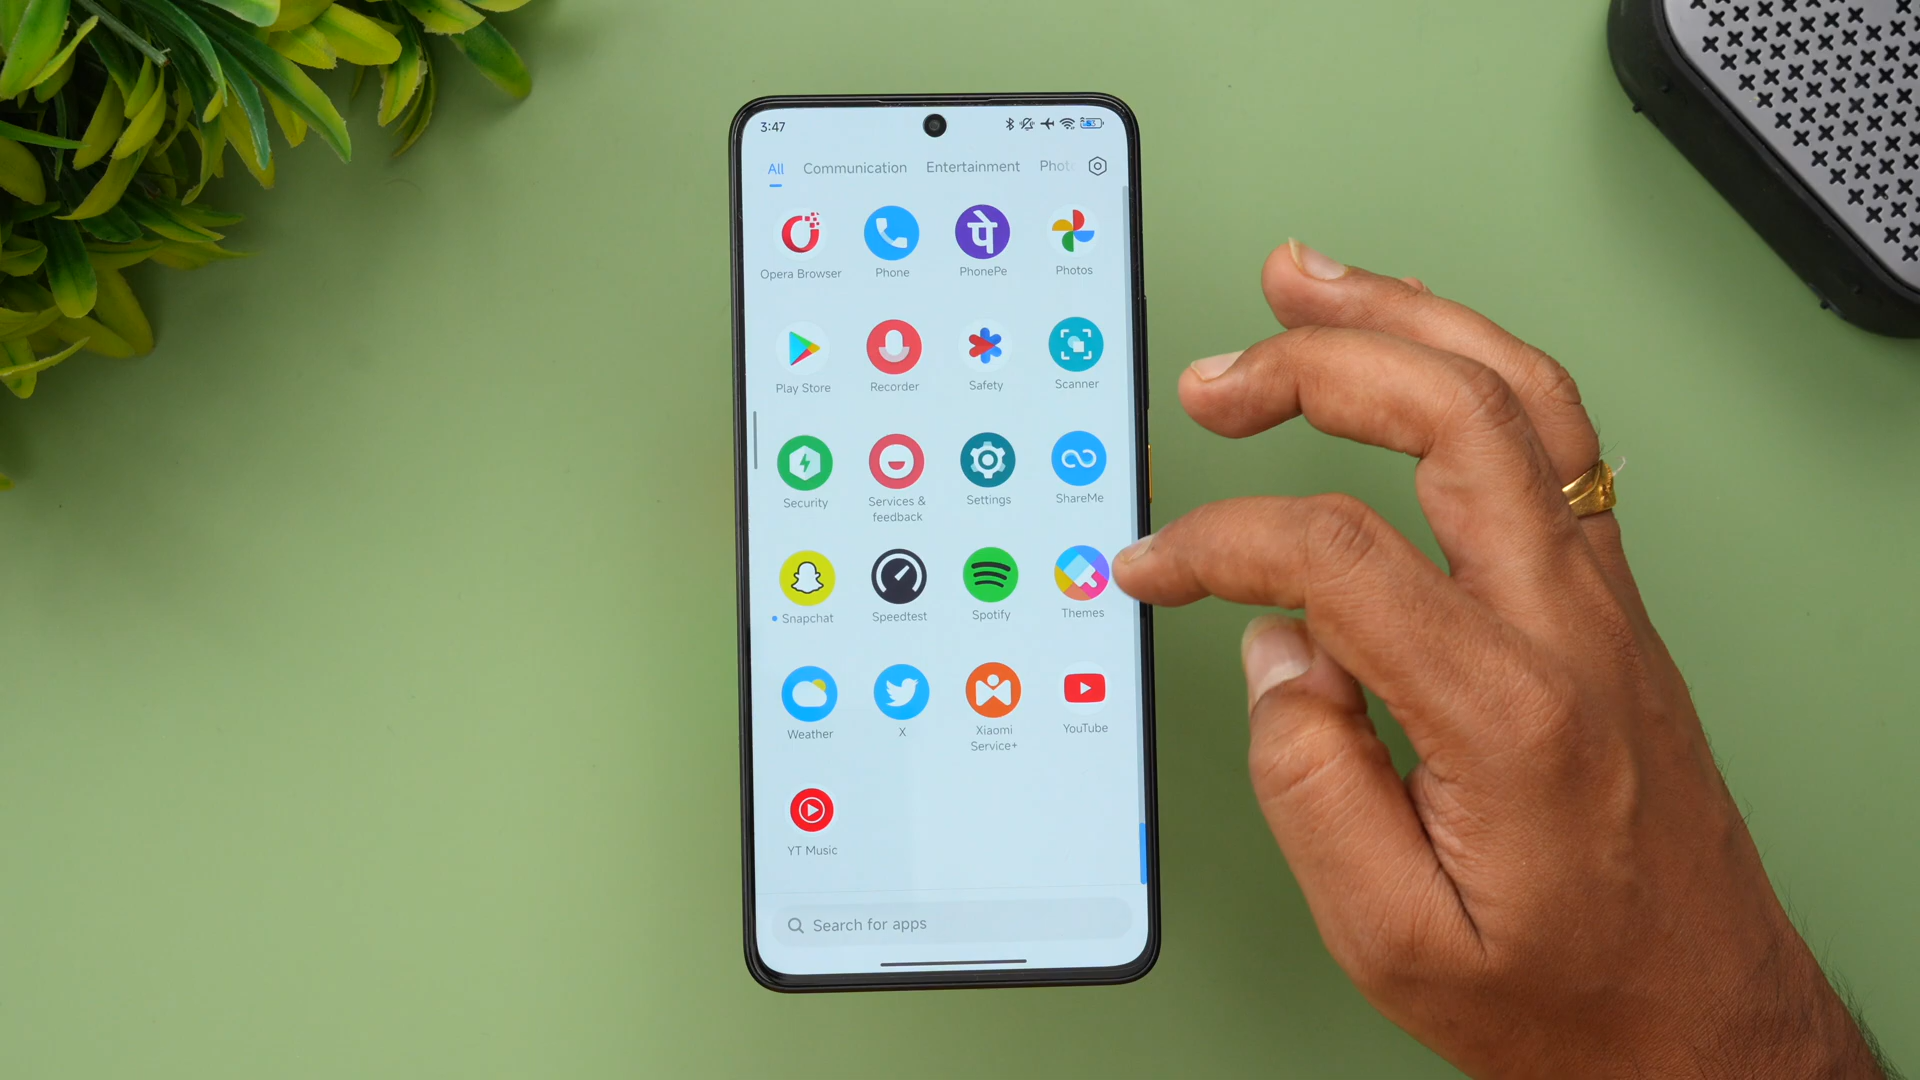 3:47
All Communication Entertainment Phot
Opera Browser Phone PhonePe Photos
Play Store Recorder Safety Scanner
Security Services & feedback Settings ShareMe
Snapchat Speedtest Spotify Themes
Weather X Xiaomi Service+ YouTube
YT Music
Search for apps